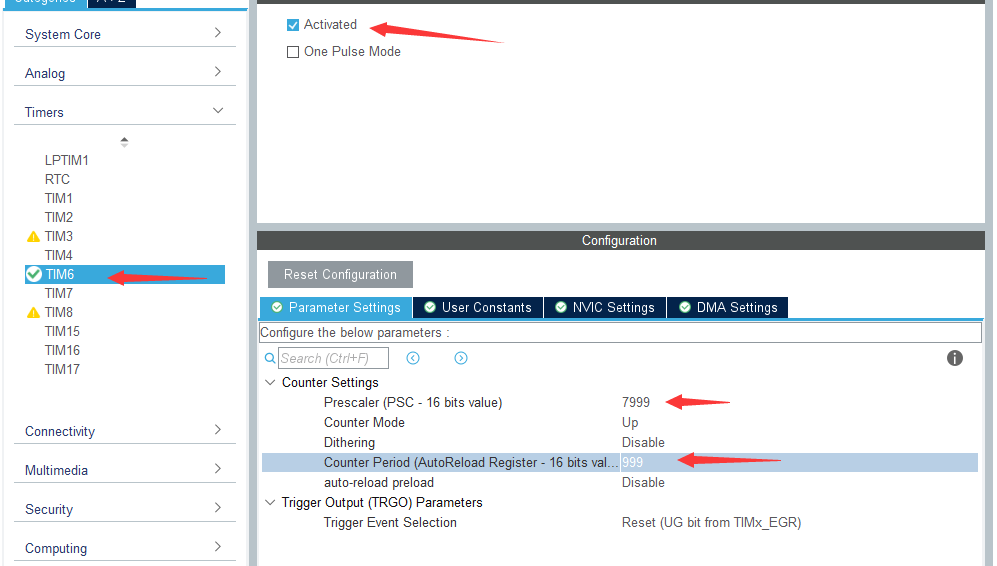 Categories A->Z
System Core
Analog
Timers
LPTIM1
RTC
TIM1
TIM2
TIM3
TIM4
TIM6
TIM7
TIM8
TIM15
TIM16
TIM17
Connectivity
Multimedia
Security
Computing
Activated
One Pulse Mode
Configuration
Reset Configuration
Parameter Settings User Constants NVIC Settings DMA Settings
Configure the below parameters :
Search (Ctrl+F)
Counter Settings
Prescaler (PSC - 16 bits value) 7999
Counter Mode Up
Dithering Disable
Counter Period (AutoReload Register - 16 bits val... 999
auto-reload preload Disable
Trigger Output (TRGO) Parameters
Trigger Event Selection Reset (UG bit from TIMx_EGR)